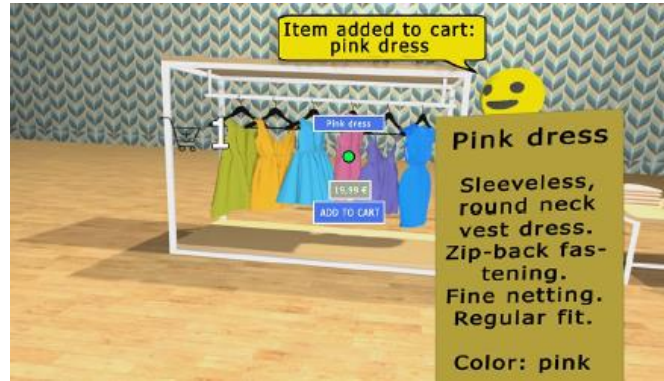 Item added to cart:
pink dress
1
Pink dress
19,99 €
ADD TO CART
Pink dress
Sleeveless,
round neck
vest dress.
Zip-back fas-
tening.
Fine netting.
Regular fit.
Color: pink